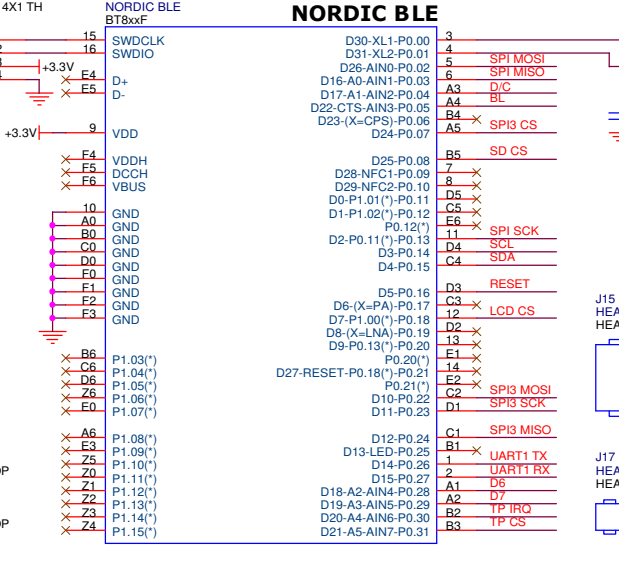 4X1 TH
NORDIC BLE
BT8xxF
NORDIC BLE
15 SWDCLK D30-XL1-P0.00 3
16 SWDIO D31-XL2-P0.01 4
+3.3V D26-AIN0-P0.02 5 SPI MOSI
E4 D+ D16-A0-AIN1-P0.03 6 SPI MISO
E5 D- D17-A1-AIN2-P0.04 A3 D/C
D22-CTS-AIN3-P0.05 A4 BL
D23-(X=CPS)-P0.06 B4
+3.3V 9 VDD D24-P0.07 A5 SPI3 CS
F4 VDDH D25-P0.08 B5 SD CS
F5 DCCH D28-NFC1-P0.09 7
F6 VBUS D29-NFC2-P0.10 8
D0-P1.01(*)-P0.11 D5
10 GND D1-P1.02(*)-P0.12 C5
A0 GND P0.12(*) E6
B0 GND D2-P0.11(*)-P0.13 11 SPI SCK
C0 GND D3-P0.14 D4 SCL
D0 GND D4-P0.15 C4 SDA
F0 GND
F1 GND D5-P0.16 D3 RESET
F2 GND D6-(X=PA)-P0.17 C3
F3 GND D7-P1.00(*)-P0.18 12 LCD CS
D8-(X=LNA)-P0.19 D2
D9-P0.13(*)-P0.20 13
B6 P1.03(*) P0.20(*) E1
C6 P1.04(*) D27-RESET-P0.18(*)-P0.21 14
D6 P1.05(*) P0.21(*) E2
Z6 P1.06(*) D10-P0.22 C2 SPI3 MOSI
E0 P1.07(*) D11-P0.23 D1 SPI3 SCK
A6 P1.08(*) D12-P0.24 C1 SPI3 MISO
E3 P1.09(*) D13-LED-P0.25 B1
Z5 P1.10(*) D14-P0.26 1 UART1 TX
Z0 P1.11(*) D15-P0.27 2 UART1 RX
Z1 P1.12(*) D18-A2-AIN4-P0.28 A1 D6
Z2 P1.13(*) D19-A3-AIN5-P0.29 A2 D7
Z3 P1.14(*) D20-A4-AIN6-P0.30 B2 TP IRQ
Z4 P1.15(*) D21-A5-AIN7-P0.31 B3 TP CS
J15
HEA
HEA
J17
HEA
HEA